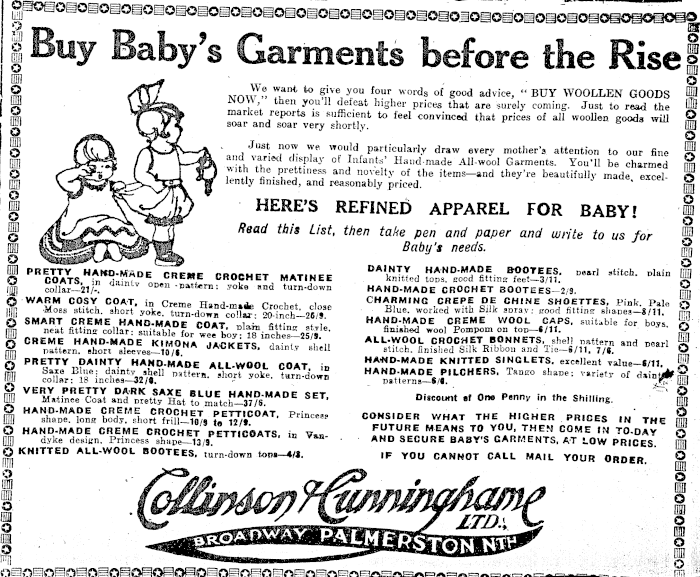 Buy Baby's Garments before the Rise
We want to give you four words of good advice, "BUY WOOLLEN GOODS
NOW," then you'll defeat higher prices that are surely coming. Just to read the
market reports is sufficient to feel convinced that prices of all woollen goods will
soar and soar very shortly.
Just now we would particularly draw every mother's attention to our fine
and varied display of Infants' Hand-made All-wool Garments. You'll be charmed
with the prettiness and novelty of the items—and they're beautifully made, excel-
lently finished, and reasonably priced.
HERE'S REFINED APPAREL FOR BABY!
Read this List, then take pen and paper and write to us for
Baby's needs.
PRETTY HAND-MADE CREME CROCHET MATINEE
COATS, in dainty open pattern; yoke and turn-down
collar—21/-.
WARM COSY COAT, in Creme Hand-made Crochet, close
Moss stitch, short yoke, turn-down collar; 20-inch—26/9.
SMART CREME HAND-MADE COAT, plain fitting style,
neat fitting collar; suitable for wee boy; 18 inches—25/9.
CREME HAND-MADE KIMONA JACKETS, dainty shell
pattern, short sleeves—10/6.
PRETTY DAINTY HAND-MADE ALL-WOOL COAT, in
Saxe Blue; dainty shell pattern, short yoke, turn-down
collar; 18 inches—32/6.
VERY PRETTY DARK SAXE BLUE HAND-MADE SET,
Matinee Coat and pretty Hat to match—37/6.
HAND-MADE CREME CROCHET PETTICOAT, Princess
shape, long body, short frill—10/9 to 12/9.
HAND-MADE CREME CROCHET PETTICOATS, in Van-
dyke design, Princess shape—13/9.
KNITTED ALL-WOOL BOOTEES, turn-down tops—
DAINTY HAND-MADE BOOTEES, pearl stitch, plain
knitted tops, good fitting feet—3/11.
HAND-MADE CROCHET BOOTEES—2/9.
CHARMING CREPE DE CHINE SHOETTES, Pink, Pale
Blue, worked with Silk spray; good fitting shapes—8/11.
HAND-MADE CREME WOOL CAPS, suitable for boys,
finished wool Pompom on top—6/11.
ALL-WOOL CROCHET BONNETS, shell pattern and pearl
stitch, finished Silk Ribbon and Tie—6/11, 7/6.
HAND-MADE KNITTED SINGLETS, excellent value—6/11.
HAND-MADE PILCHERS, Tango shape; variety of dainty
patterns—
Discount of One Penny in the Shilling.
CONSIDER WHAT THE HIGHER PRICES IN THE
FUTURE MEANS TO YOU, THEN COME IN TO-DAY
AND SECURE BABY'S GARMENTS, AT LOW PRICES.
IF YOU CANNOT CALL MAIL YOUR ORDER.
Collinson & Cunninghame
LTD.,
BROADWAY PALMERSTON NTH